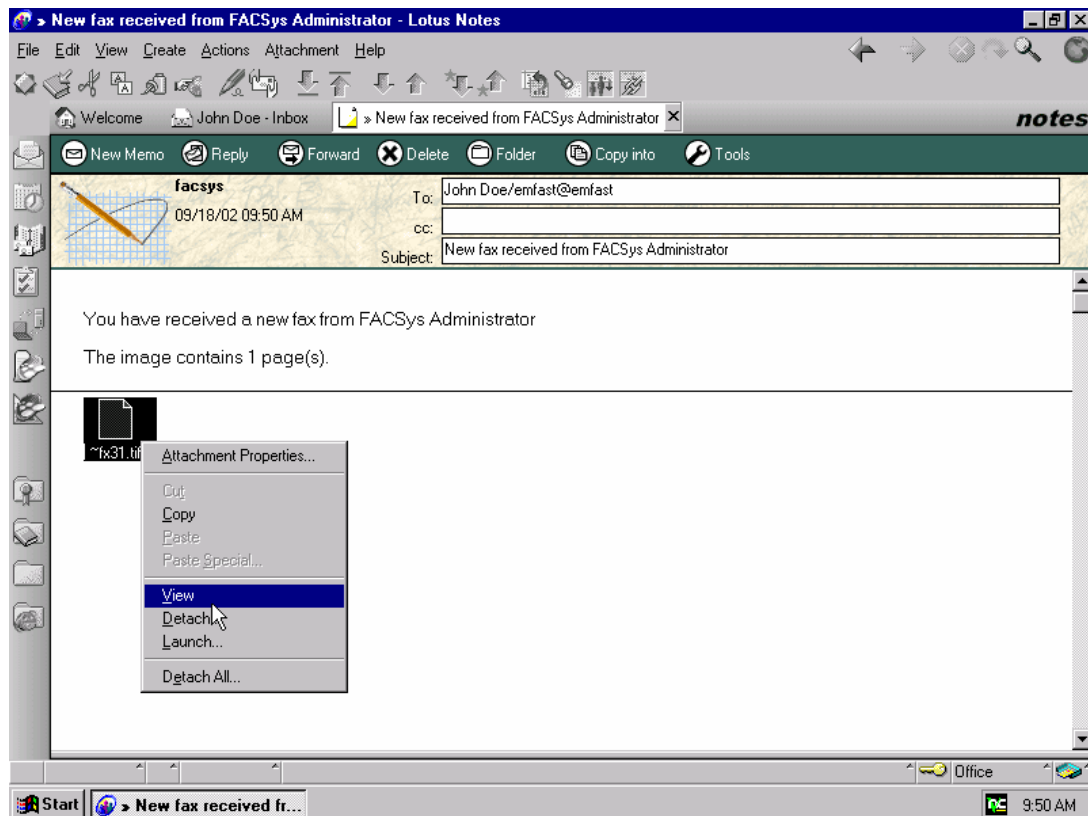 » New fax received from FACSys Administrator - Lotus Notes
File Edit View Create Actions Attachment Help
Welcome John Doe - Inbox » New fax received from FACSys Administrator
notes
New Memo Reply Forward Delete Folder Copy into Tools
facsys
09/18/02 09:50 AM
To: John Doe/emfast@emfast
cc:
Subject: New fax received from FACSys Administrator
You have received a new fax from FACSys Administrator
The image contains 1 page(s).
~fx31.tif
Attachment Properties...
Cut
Copy
Paste
Paste Special...
View
Detach
Launch...
Detach All...
Office
Start » New fax received fr... 9:50 AM